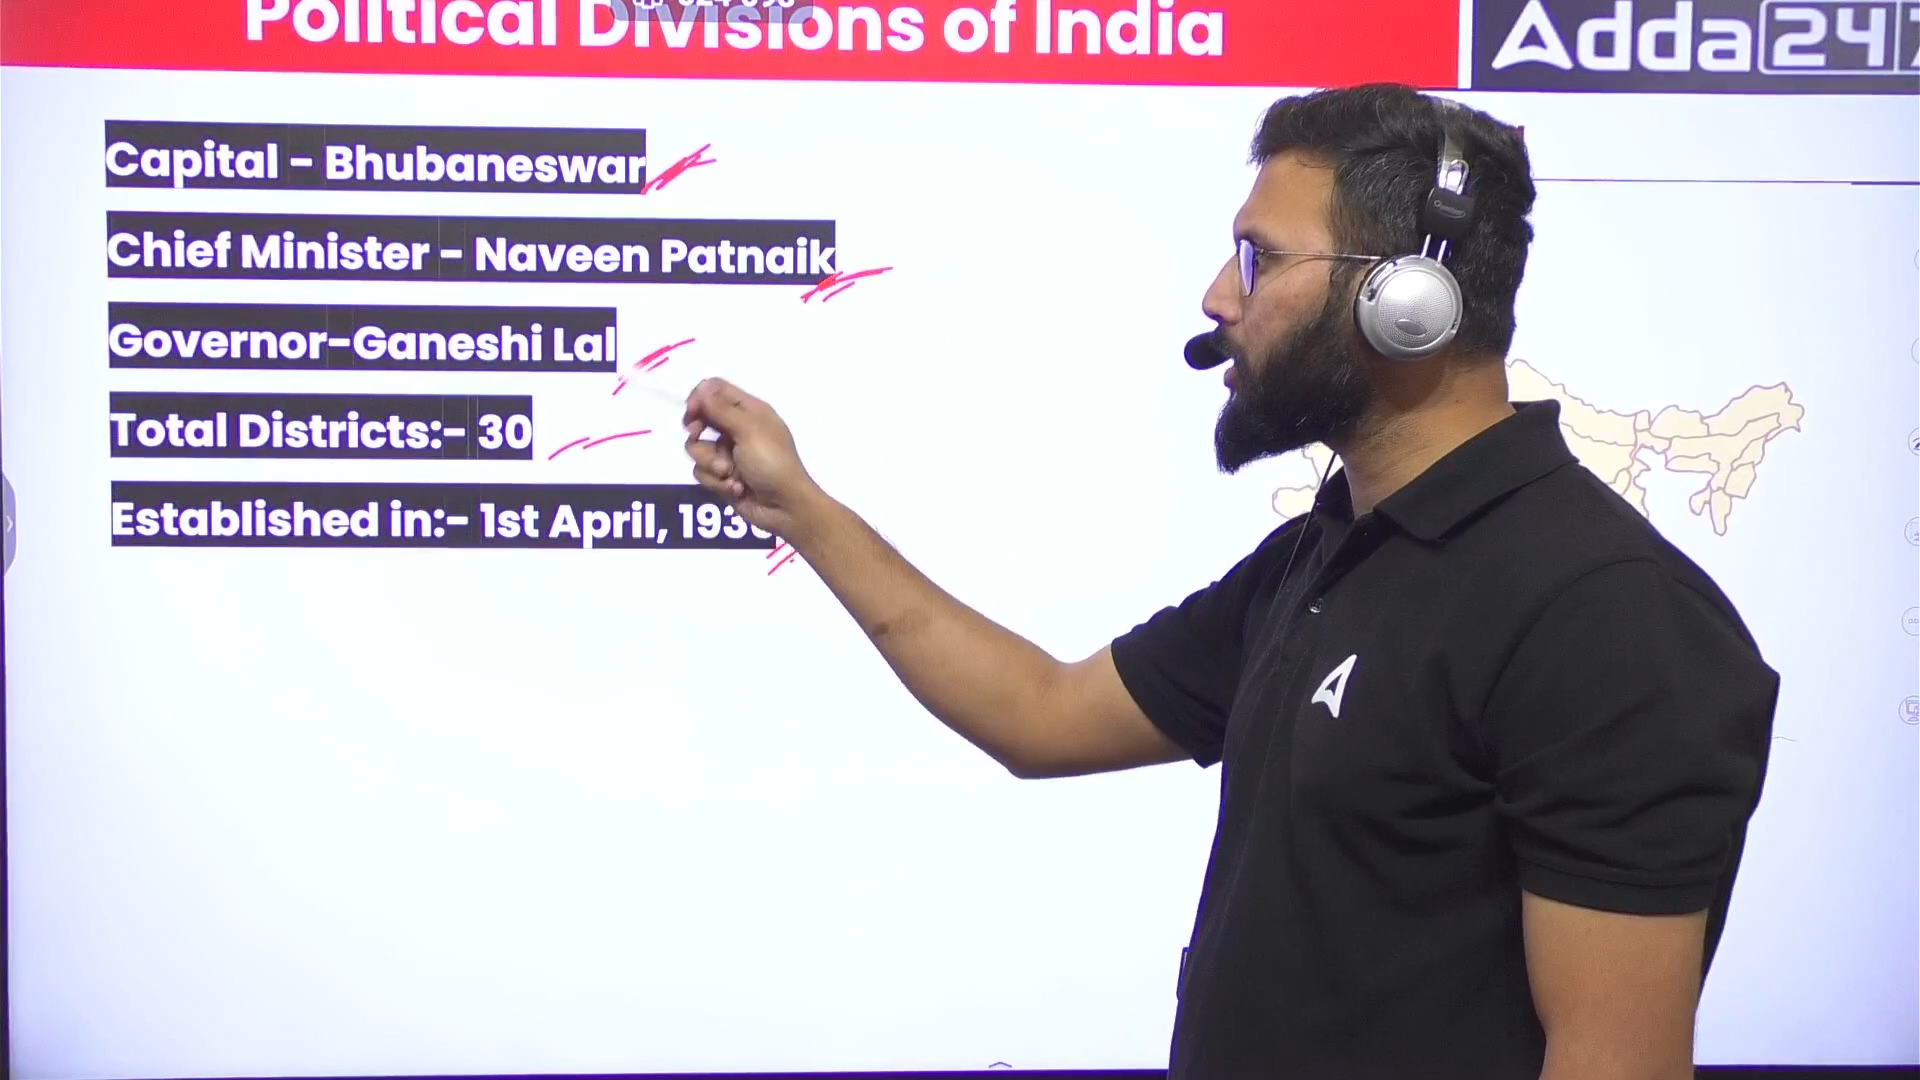 Political Divisions of India
Adda247
Capital - Bhubaneswar
Chief Minister - Naveen Patnaik
Governor-Ganeshi Lal
Total Districts:- 30
Established in:- 1st April,